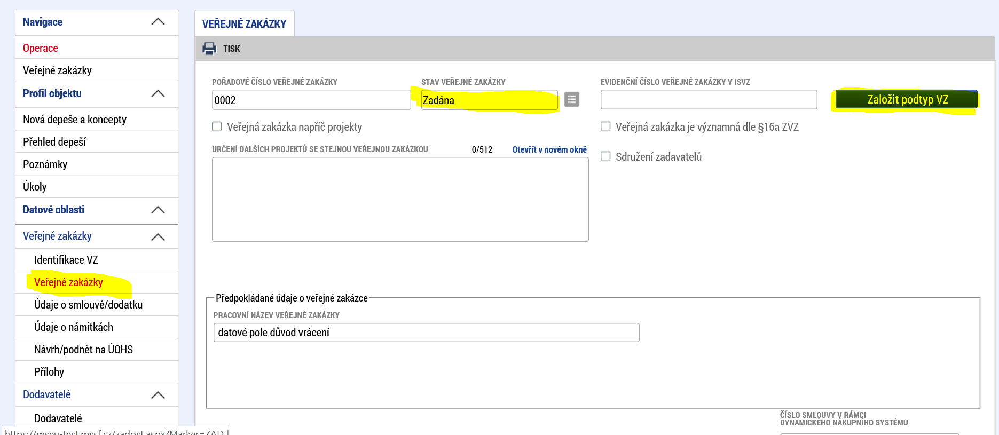 Navigace
Operace
Veřejné zakázky
Profil objektu
Nová depeše a koncepty
Přehled depeší
Poznámky
Úkoly
Datové oblasti
Veřejné zakázky
Identifikace VZ
Veřejné zakázky
Údaje o smlouvě/dodatku
Údaje o námitkách
Návrh/podnět na ÚOHS
Přílohy
Dodavatelé
Dodavatelé
https://mseu-test.mssf.cz/zadost.aspx?Marker=ZAD
VEŘEJNÉ ZAKÁZKY
TISK
POŘADOVÉ ČÍSLO VEŘEJNÉ ZAKÁZKY
0002
STAV VEŘEJNÉ ZAKÁZKY
Zadána
EVIDENČNÍ ČÍSLO VEŘEJNÉ ZAKÁZKY V ISVZ
Založit podtyp VZ
Veřejná zakázka napříč projekty
Veřejná zakázka je významná dle §16a ZVZ
URČENÍ DALŠÍCH PROJEKTŮ SE STEJNOU VEŘEJNOU ZAKÁZKOU
0/512
Otevřít v novém okně
Sdružení zadavatelů
Předpokládané údaje o veřejné zakázce
PRACOVNÍ NÁZEV VEŘEJNÉ ZAKÁZKY
datové pole důvod vrácení
ČÍSLO SMLOUVY V RÁMCI
DYNAMICKÉHO NÁKUPNÍHO SYSTÉMU